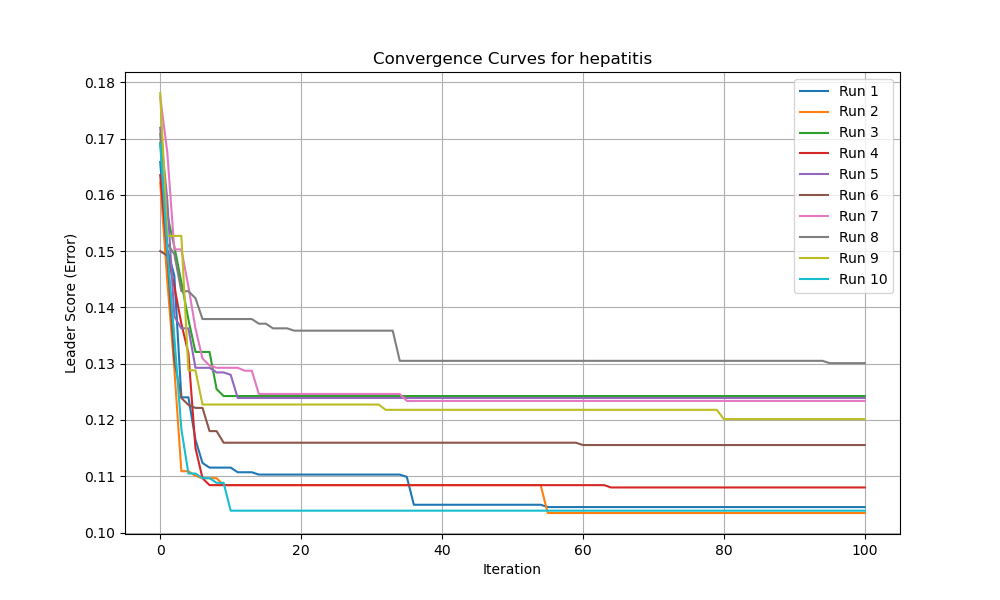 Convergence Curves for hepatitis
Leader Score (Error)
0.18
0.17
0.16
0.15
0.14
0.13
0.12
0.11
0.10
Run 1
Run 2
Run 3
Run 4
Run 5
Run 6
Run 7
Run 8
Run 9
Run 10
0 20 40 60 80 100
Iteration